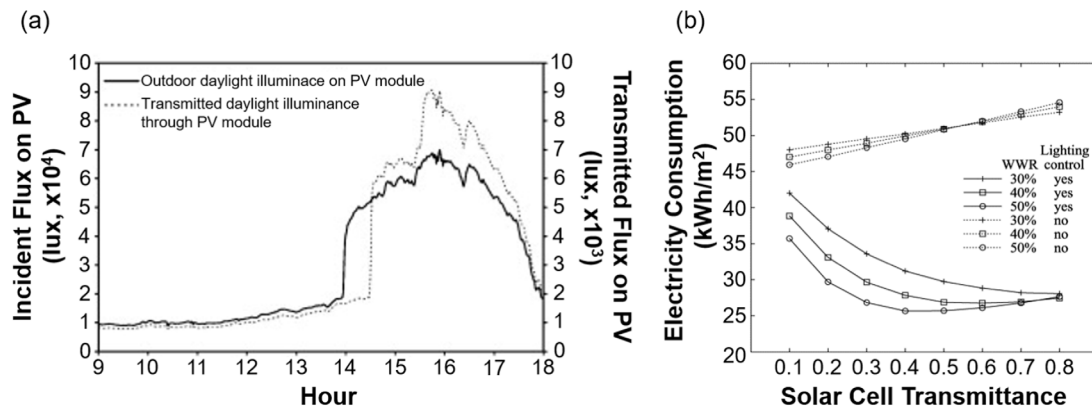 (a)
Incident Flux on PV
(lux, x10⁴)
10
9
8
7
6
5
4
3
2
1
0
Outdoor daylight illuminace on PV module
Transmitted daylight illuminance
through PV module
10
9
8
7
6
5
4
3
2
1
0
Transmitted Flux on PV
(lux, x10³)
9 10 11 12 13 14 15 16 17 18
Hour
(b)
Electricity Consumption
(kWh/m²)
60
55
50
45
40
35
30
25
20
WWR Lighting control
30% yes
40% yes
50% yes
30% no
40% no
50% no
0.1 0.2 0.3 0.4 0.5 0.6 0.7 0.8
Solar Cell Transmittance